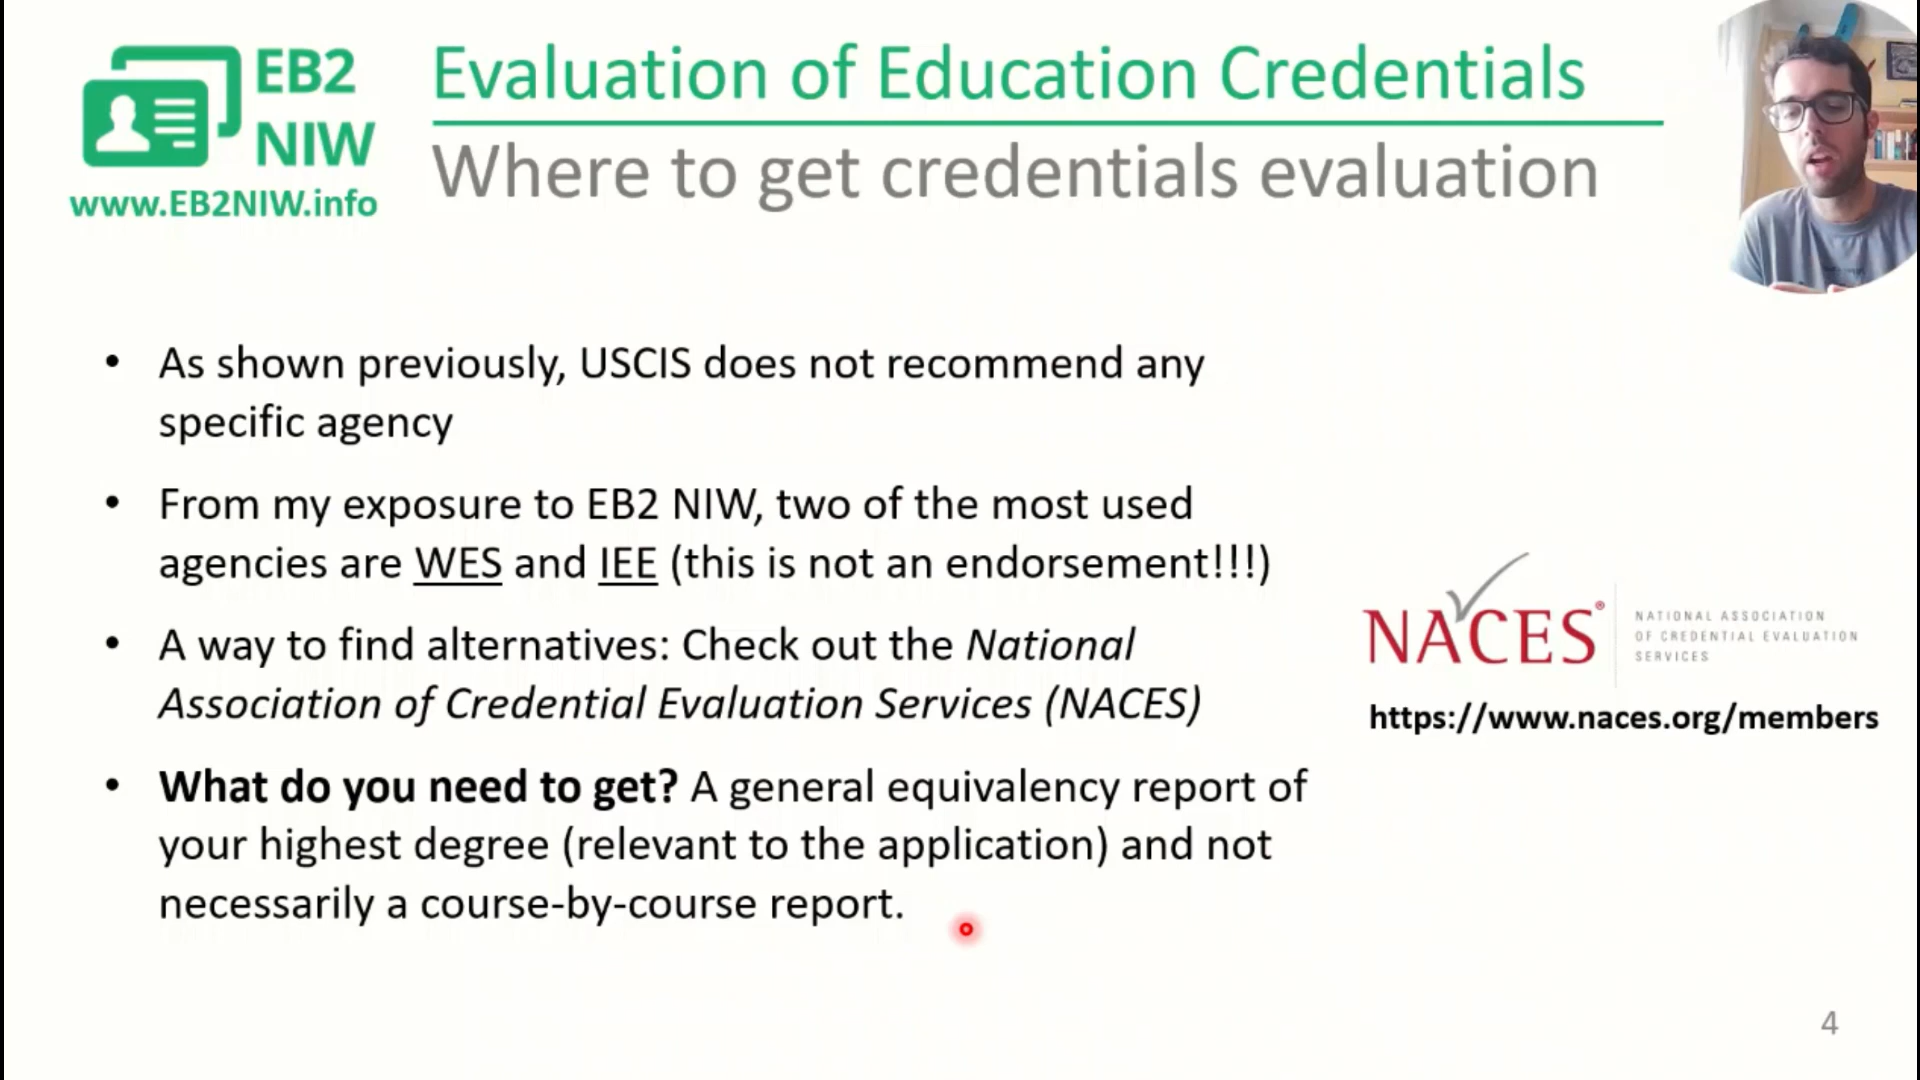 EB2
NIW
www.EB2NIW.info
Evaluation of Education Credentials
Where to get credentials evaluation
• As shown previously, USCIS does not recommend any
specific agency
• From my exposure to EB2 NIW, two of the most used
agencies are WES and IEE (this is not an endorsement!!!)
• A way to find alternatives: Check out the National
Association of Credential Evaluation Services (NACES)
• What do you need to get? A general equivalency report of
your highest degree (relevant to the application) and not
necessarily a course-by-course report.
NACES®
NATIONAL ASSOCIATION
OF CREDENTIAL EVALUATION
SERVICES
https://www.naces.org/members
4